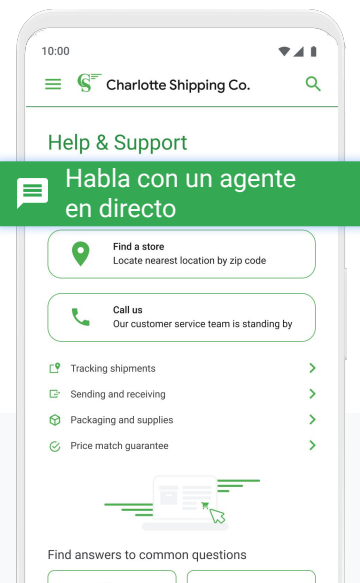 10:00
Charlotte Shipping Co.
Help & Support
Habla con un agente
en directo
Find a store
Locate nearest location by zip code
Call us
Our customer service team is standing by
Tracking shipments
Sending and receiving
Packaging and supplies
Price match guarantee
Find answers to common questions